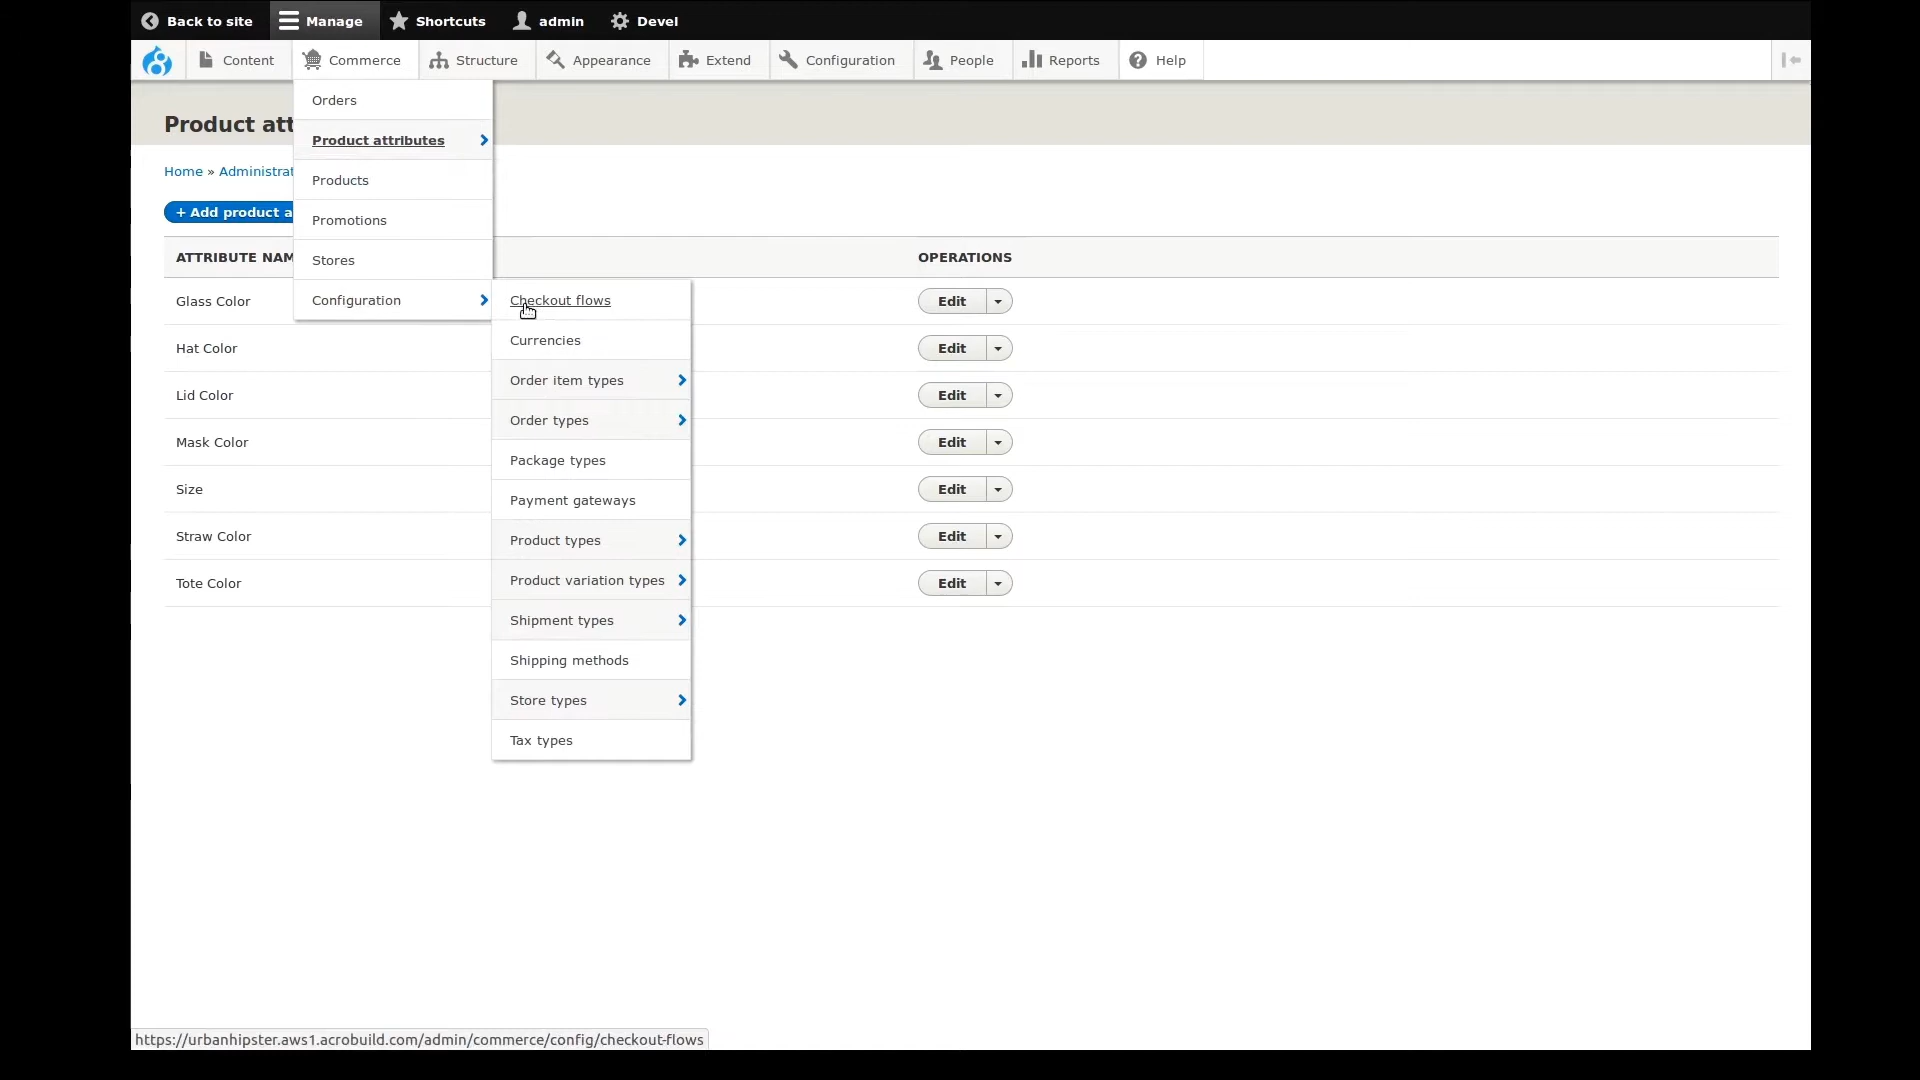 Back to site
Manage
Shortcuts
admin
Devel
Content
Commerce
Structure
Appearance
Extend
Configuration
People
Reports
Help
Product att
Home » Administrat
+ Add product a
Orders
Product attributes
Products
Promotions
Stores
Configuration
Checkout flows
Currencies
Order item types
Order types
Package types
Payment gateways
Product types
Product variation types
Shipment types
Shipping methods
Store types
Tax types
ATTRIBUTE NAM
OPERATIONS
Glass Color
Edit
Hat Color
Edit
Lid Color
Edit
Mask Color
Edit
Size
Edit
Straw Color
Edit
Tote Color
Edit
https://urbanhipster.aws1.acrobuild.com/admin/commerce/config/checkout-flows